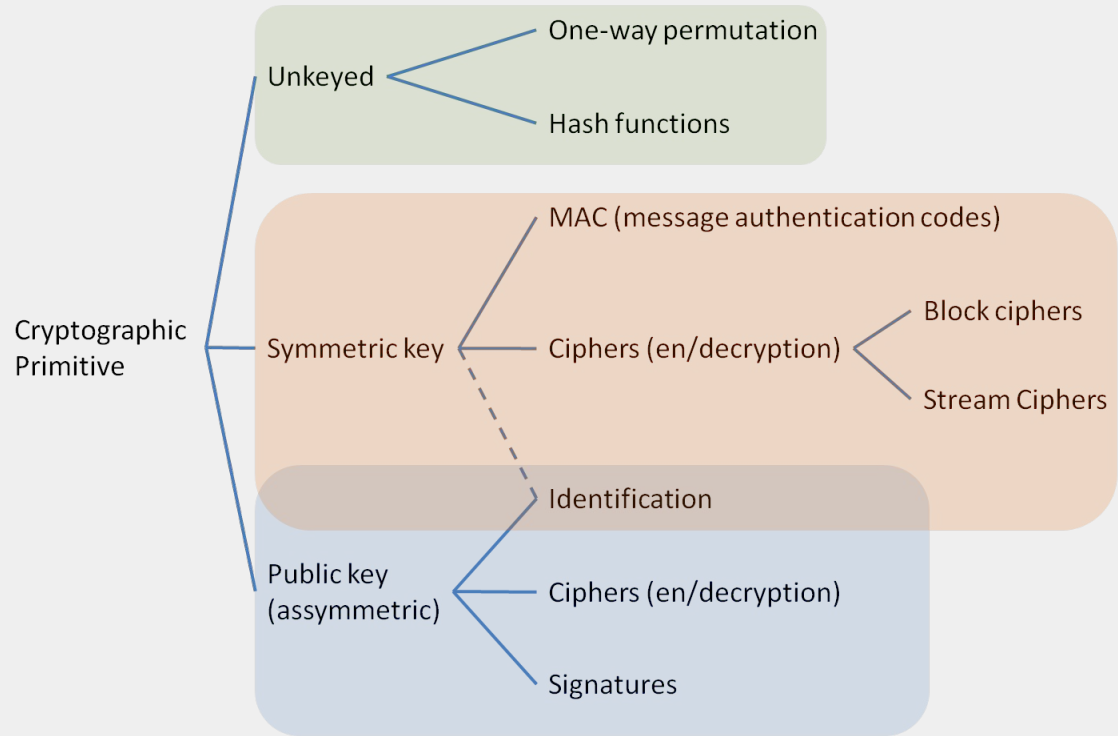 One-way permutation
Unkeyed
Hash functions
MAC (message authentication codes)
Block ciphers
Cryptographic
Primitive
Symmetric key
Ciphers (en/decryption)
Stream Ciphers
Identification
Public key
(assymmetric)
Ciphers (en/decryption)
Signatures